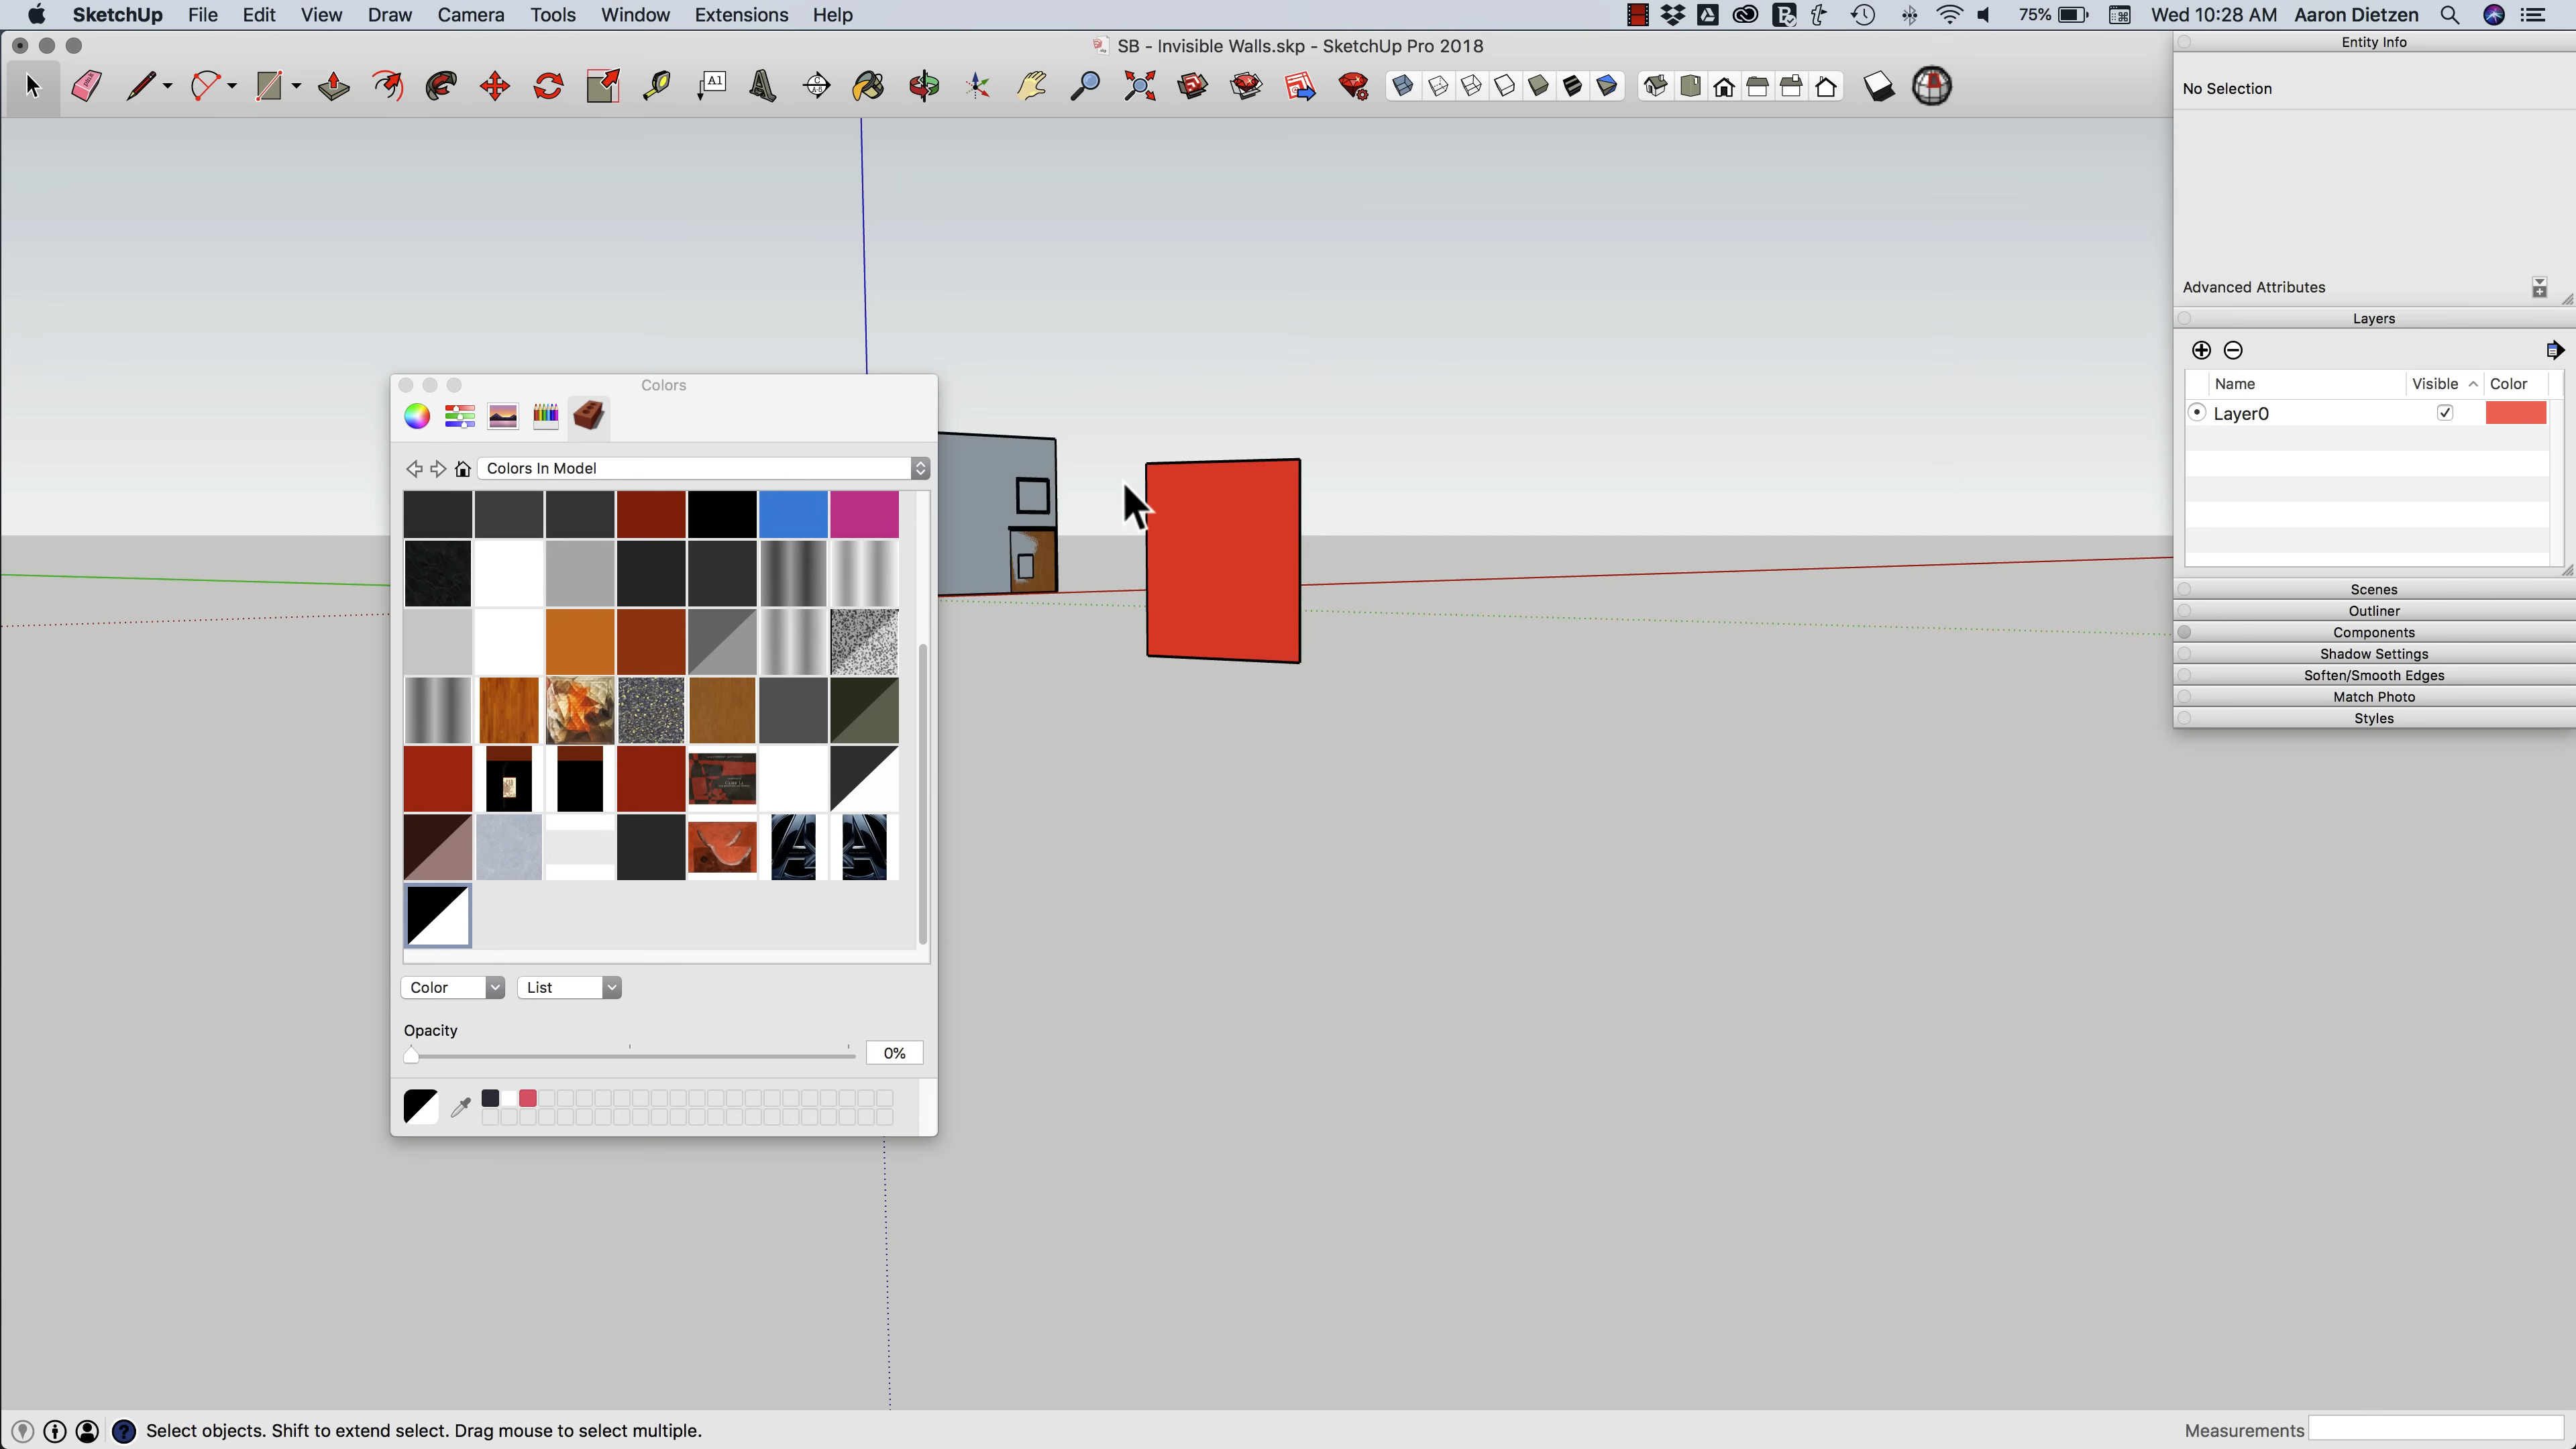 SketchUp File Edit View Draw Camera Tools Window Extensions Help 75% Wed 10:28 AM Aaron Dietzen
SB - Invisible Walls.skp - SketchUp Pro 2018
Entity Info
No Selection
Advanced Attributes
Layers
Name Visible Color
Layer0
Scenes
Outliner
Components
Shadow Settings
Soften/Smooth Edges
Match Photo
Styles
Colors
Colors In Model
Color List
Opacity
0%
Select objects. Shift to extend select. Drag mouse to select multiple.
Measurements